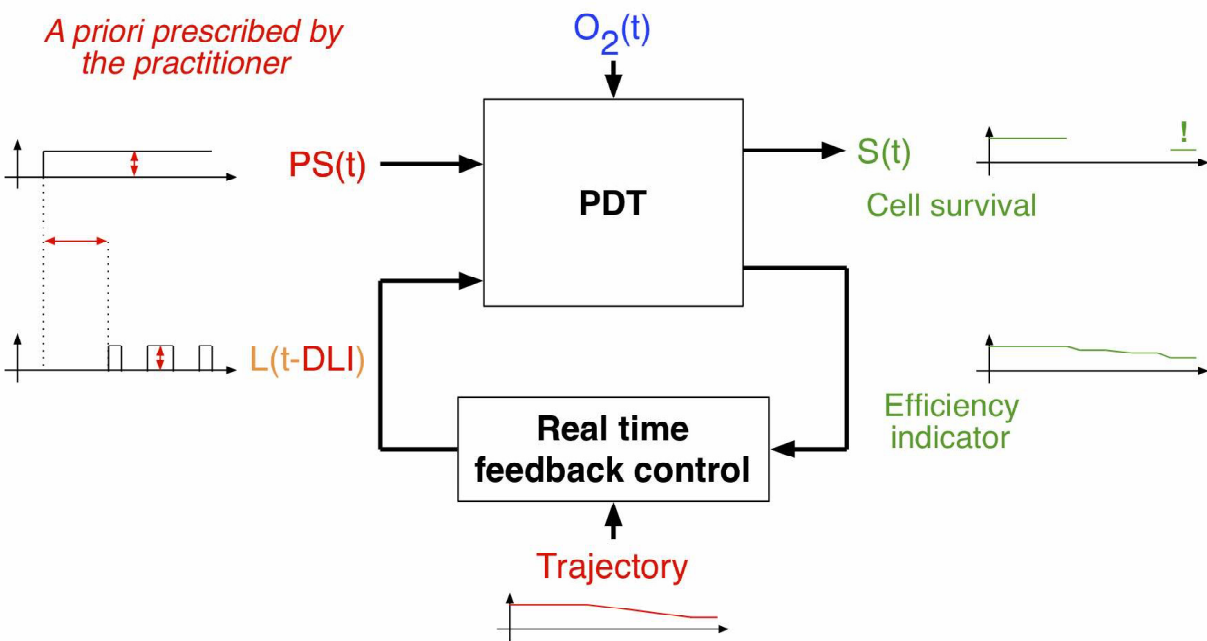 A priori prescribed by
the practitioner
O2(t)
PS(t)
PDT
S(t)
!
Cell survival
L(t-DLI)
Efficiency
indicator
Real time
feedback control
Trajectory